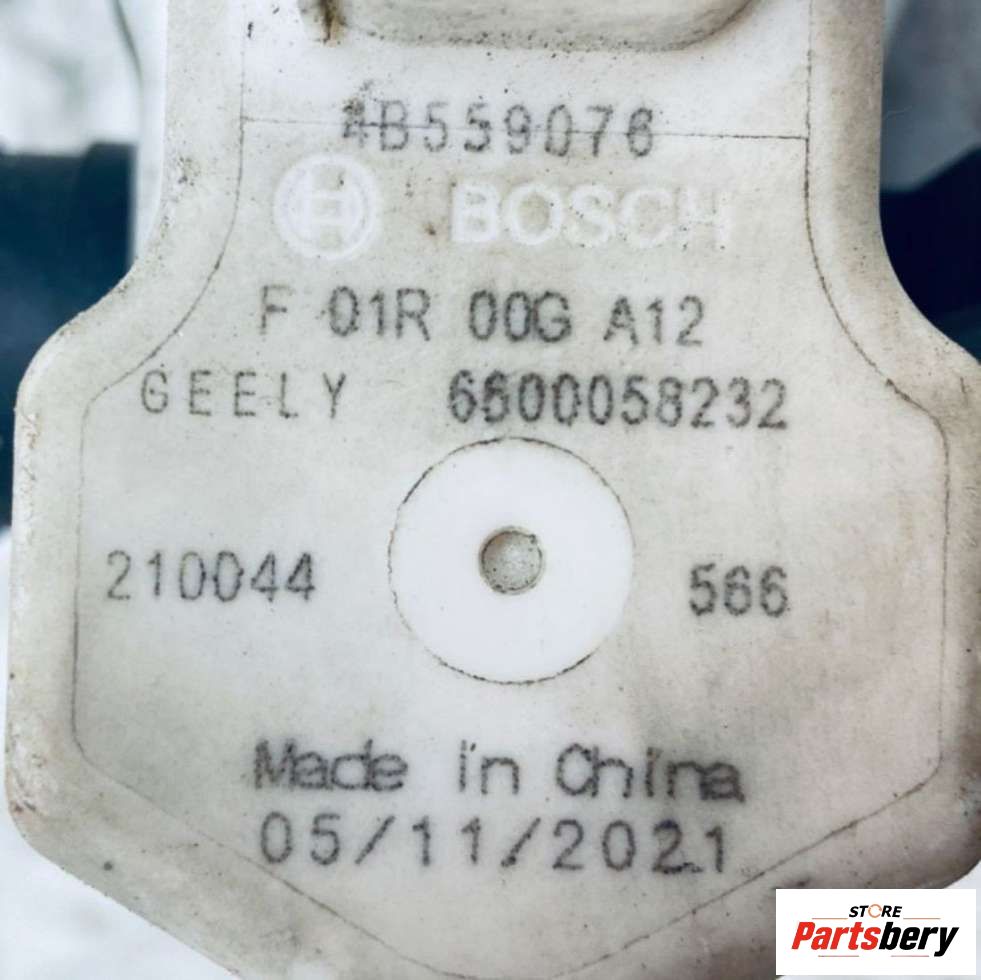 4B559076
BOSCH
F 01R 00G A12
GEELY 6600058232
210044 566
Made in China
05/11/2021
STORE
Partsbery